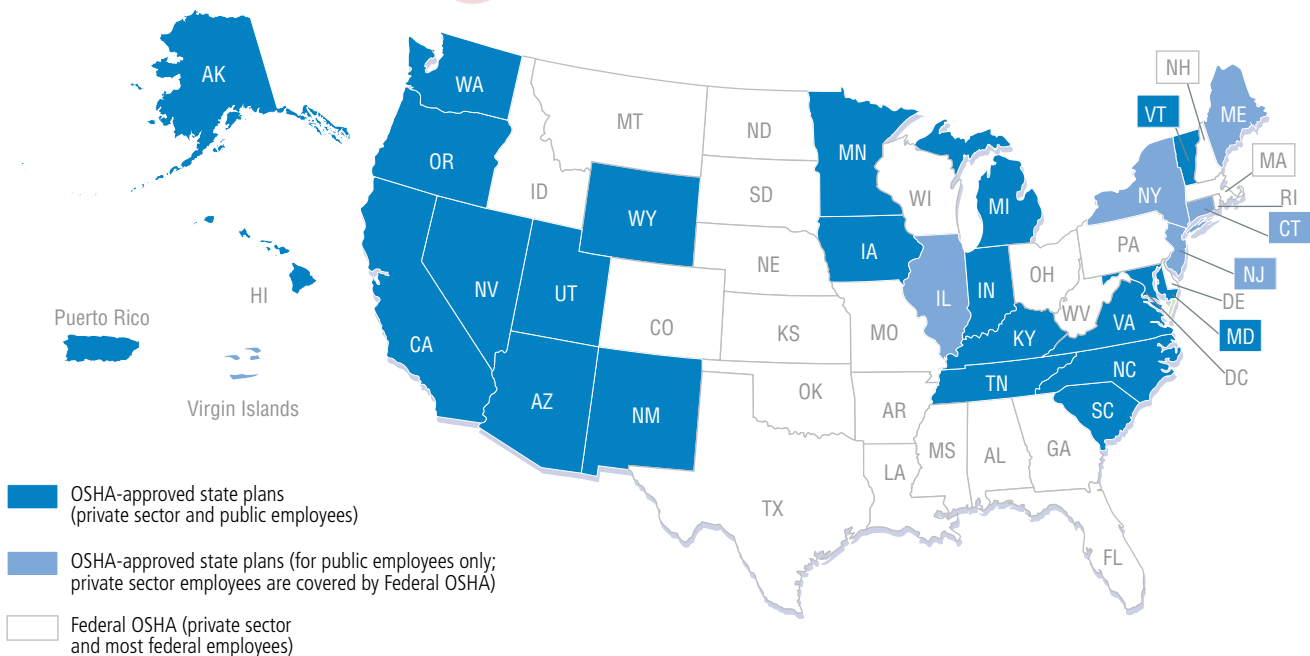 AK
WA
OR
CA
NV
ID
MT
WY
UT
AZ
NM
CO
ND
SD
NE
KS
OK
TX
MN
IA
MO
AR
LA
WI
IL
MI
IN
OH
KY
TN
MS
AL
GA
FL
SC
NC
VA
WV
PA
NY
VT
NH
ME
MA
RI
CT
NJ
DE
MD
DC
HI
Puerto Rico
Virgin Islands
OSHA-approved state plans
(private sector and public employees)
OSHA-approved state plans (for public employees only;
private sector employees are covered by Federal OSHA)
Federal OSHA (private sector
and most federal employees)